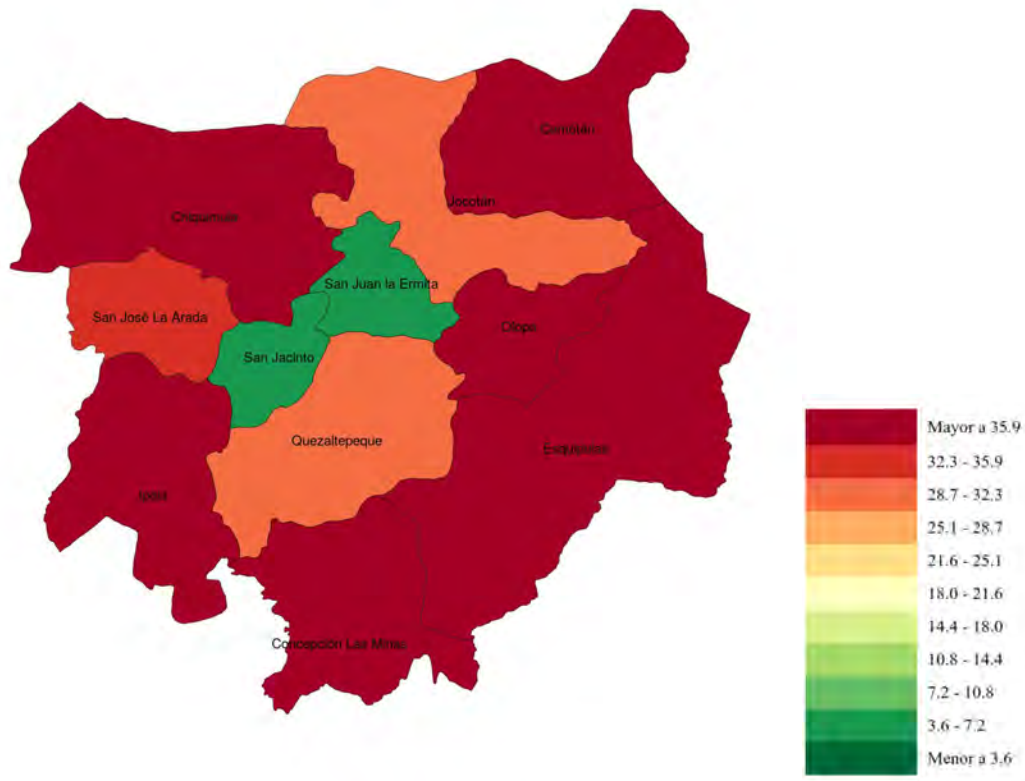 Camotán
Jocotán
Chiquimula
San Juan la Ermita
San José La Arada
Olopa
San Jacinto
Quezaltepeque
Esquipulas
Ipala
Concepción Las Minas
Mayor a 35.9
32.3 - 35.9
28.7 - 32.3
25.1 - 28.7
21.6 - 25.1
18.0 - 21.6
14.4 - 18.0
10.8 - 14.4
7.2 - 10.8
3.6 - 7.2
Menor a 3.6